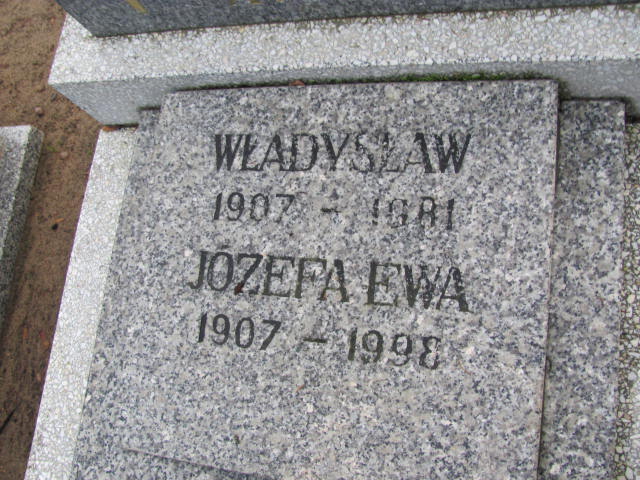 WŁADYSŁAW
1907 - 1981
JÓZEFA EWA
1907 - 1998